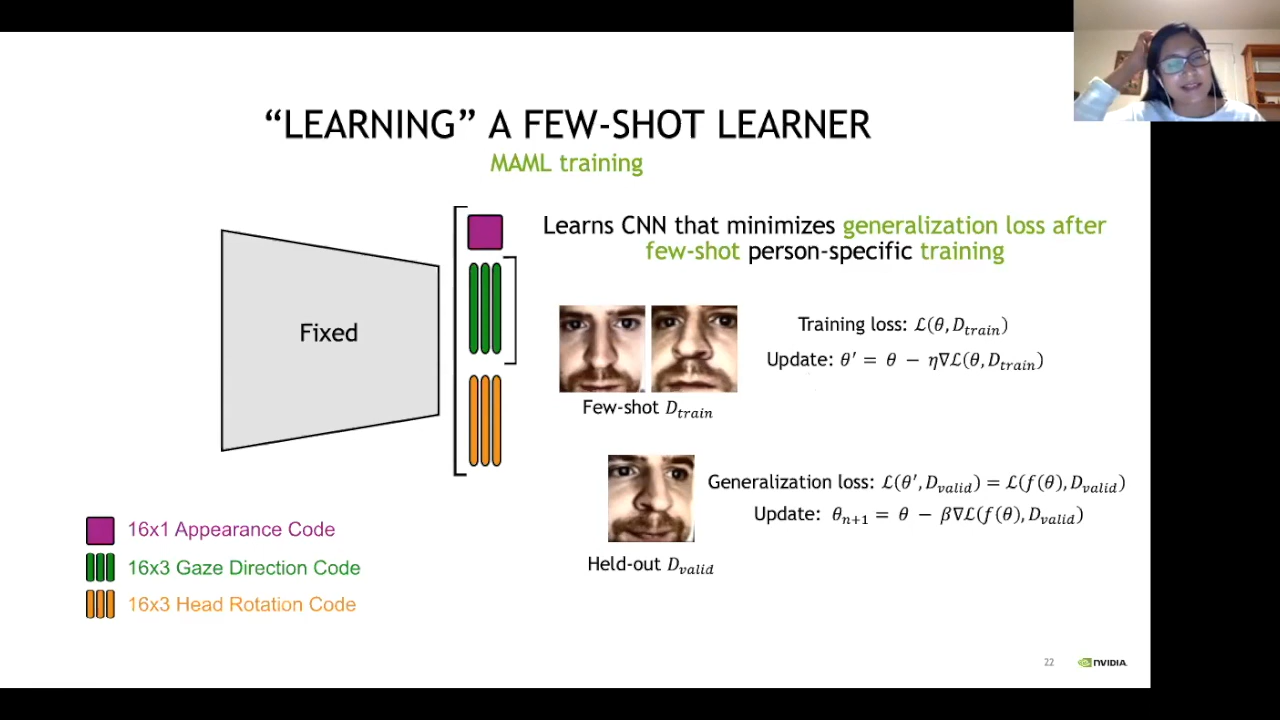 “LEARNING” A FEW-SHOT LEARNER
MAML training
Learns CNN that minimizes generalization loss after
few-shot person-specific training
Fixed
Training loss: ℒ(θ, D_train)
Update: θ′ = θ − η∇ℒ(θ, D_train)
Few-shot D_train
Generalization loss: ℒ(θ′, D_valid) = ℒ(f(θ), D_valid)
Update: θ_{n+1} = θ − β∇ℒ(f(θ), D_valid)
Held-out D_valid
16x1 Appearance Code
16x3 Gaze Direction Code
16x3 Head Rotation Code
22
NVIDIA.